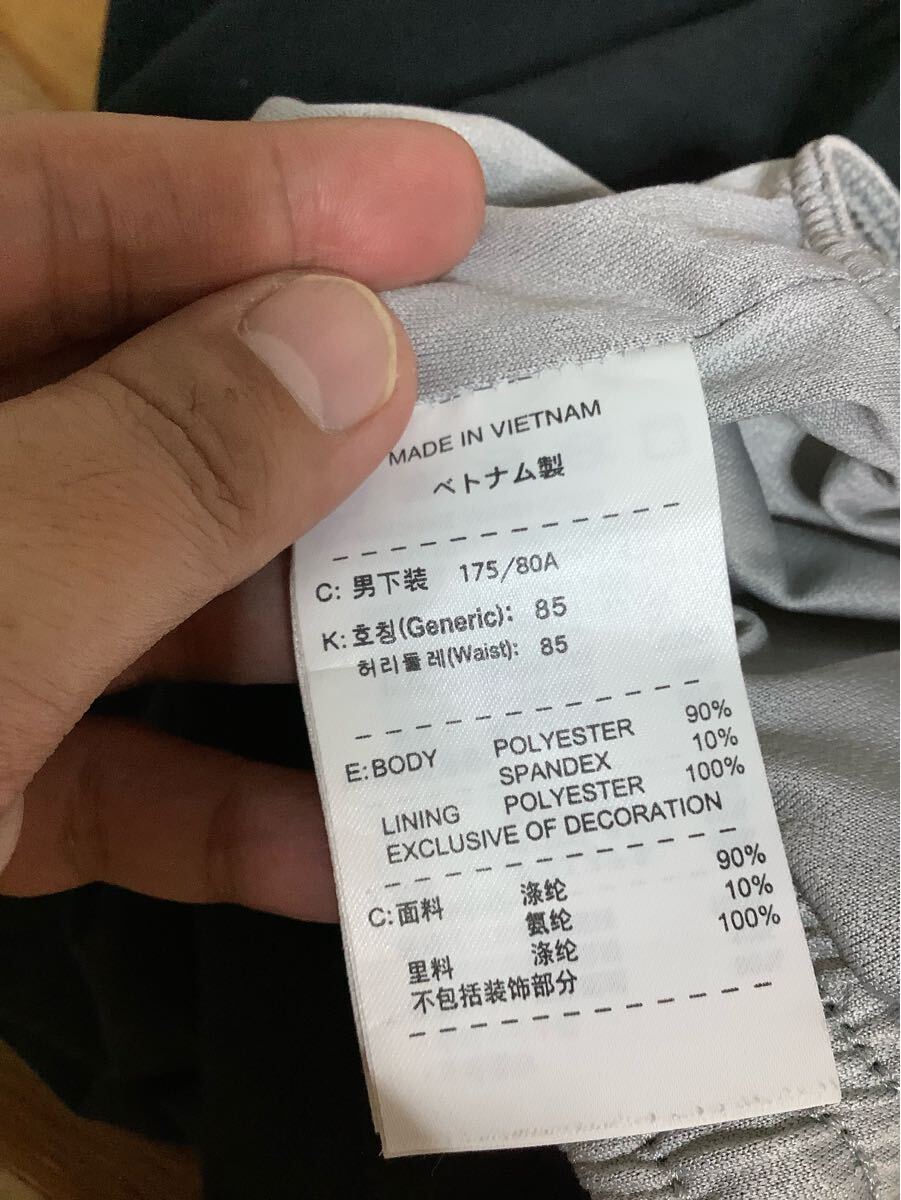 MADE IN VIETNAM
ベトナム製
C: 男下装 175/80A
K: 호칭(Generic): 85
허리둘레(Waist): 85
E: BODY POLYESTER 90%
SPANDEX 10%
LINING POLYESTER 100%
EXCLUSIVE OF DECORATION
C: 面料 涤纶 90%
氨纶 10%
里料 涤纶 100%
不包括装饰部分